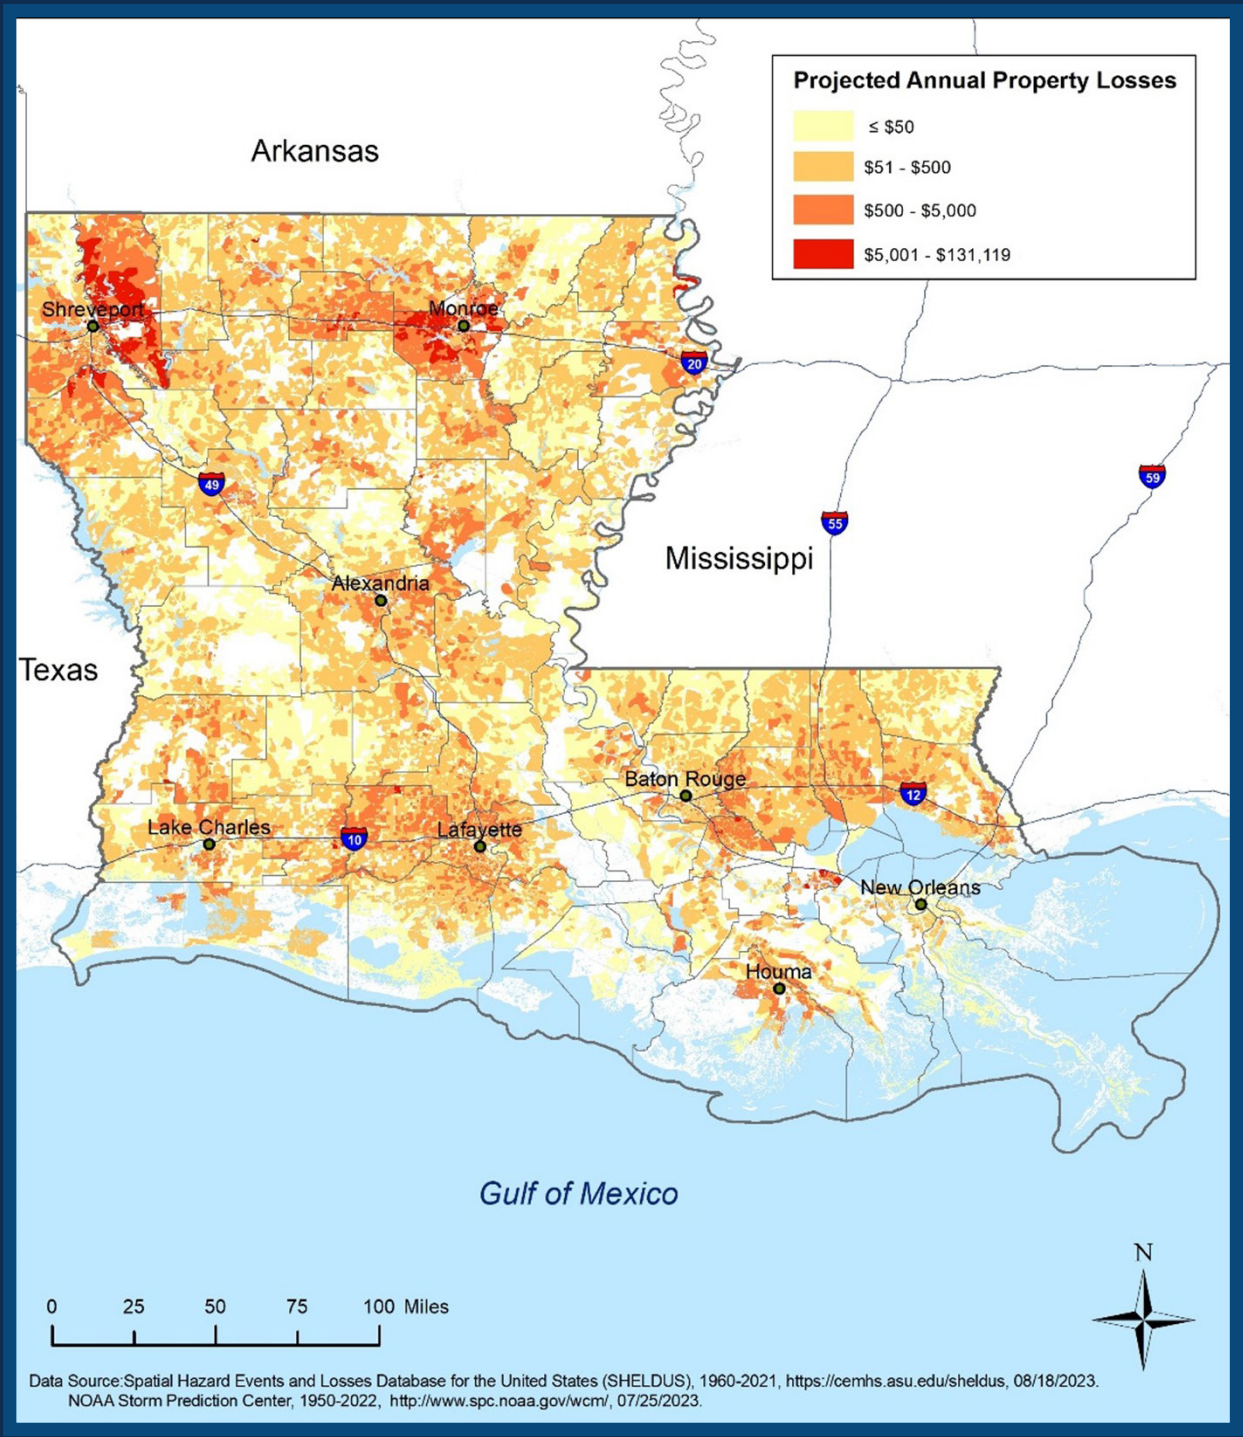 Projected Annual Property Losses
≤ $50
$51 - $500
$500 - $5,000
$5,001 - $131,119
Arkansas
Shreveport
Monroe
20
49
59
55
Mississippi
Alexandria
Texas
Baton Rouge
12
Lake Charles
10
Lafayette
New Orleans
Houma
Gulf of Mexico
N
0 25 50 75 100 Miles
Data Source:Spatial Hazard Events and Losses Database for the United States (SHELDUS), 1960-2021, https://cemhs.asu.edu/sheldus, 08/18/2023.
NOAA Storm Prediction Center, 1950-2022, http://www.spc.noaa.gov/wcm/, 07/25/2023.